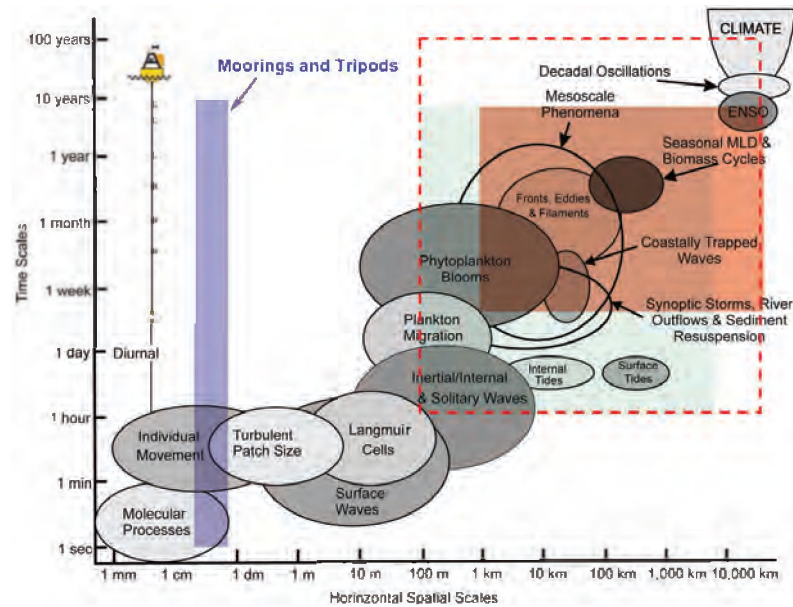 100 years
10 years
1 year
1 month
1 week
1 day
1 hour
1 min
1 sec
Time Scales
Moorings and Tripods
Diurnal
CLIMATE
Decadal Oscillations
ENSO
Mesoscale
Phenomena
Seasonal MLD &
Biomass Cycles
Fronts, Eddies
& Filaments
Coastally Trapped
Waves
Phytoplankton
Blooms
Synoptic Storms, River
Outflows & Sediment
Resuspension
Plankton
Migration
Internal
Tides
Surface
Tides
Inertial/Internal
& Solitary Waves
Individual
Movement
Turbulent
Patch Size
Langmuir
Cells
Surface
Waves
Molecular
Processes
1 mm
1 cm
1 dm
1 m
10 m
100 m
1 km
10 km
100 km
1,000 km
10,000 km
Horizontal Spatial Scales